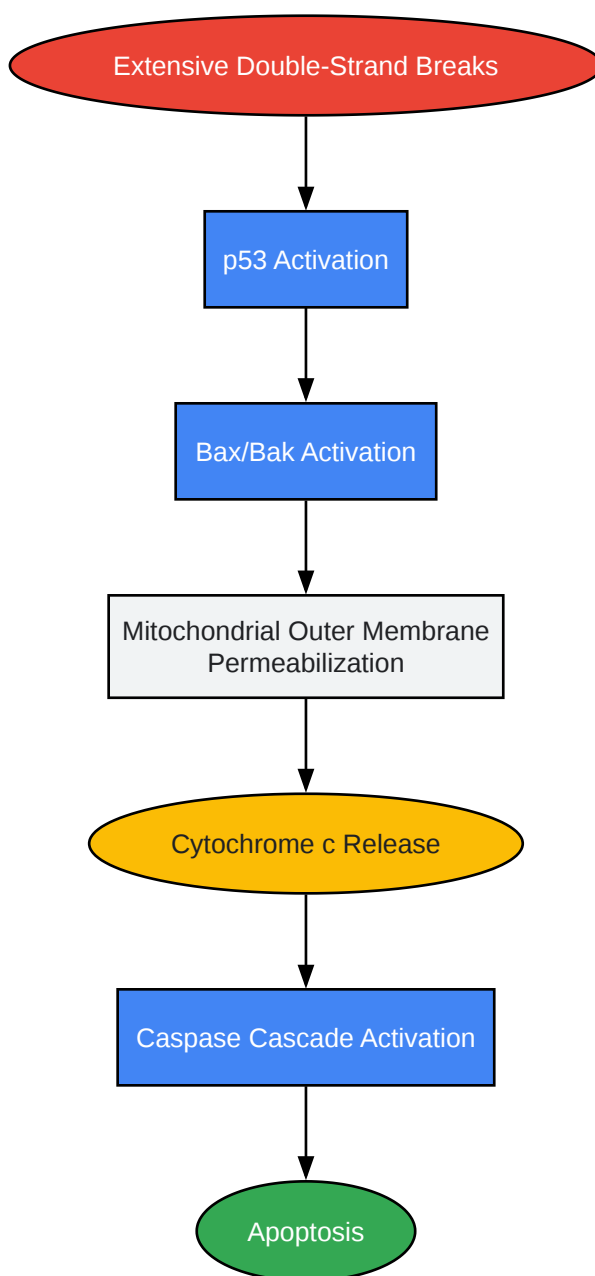 Extensive Double-Strand Breaks
p53 Activation
Bax/Bak Activation
Mitochondrial Outer Membrane
Permeabilization
Cytochrome c Release
Caspase Cascade Activation
Apoptosis